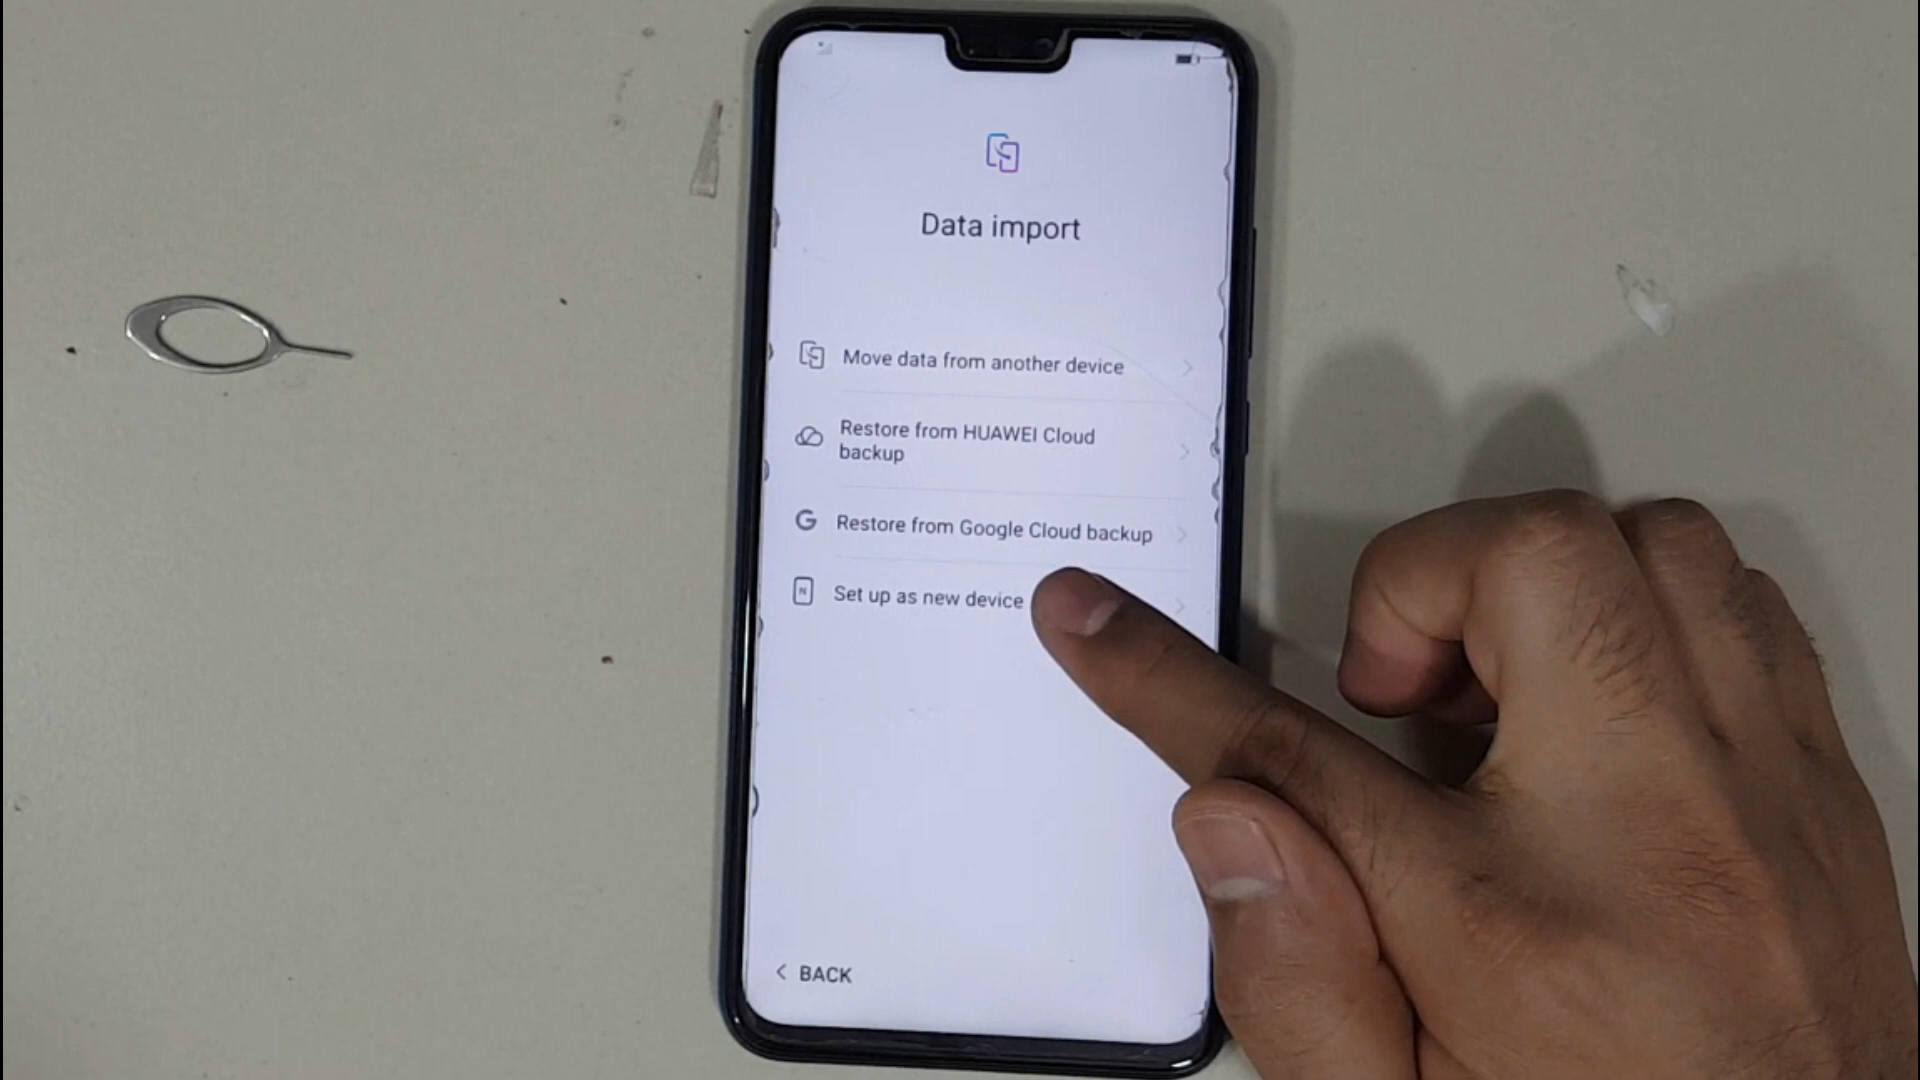 Data import
Move data from another device
Restore from HUAWEI Cloud
backup
G Restore from Google Cloud backup
N Set up as new device
< BACK